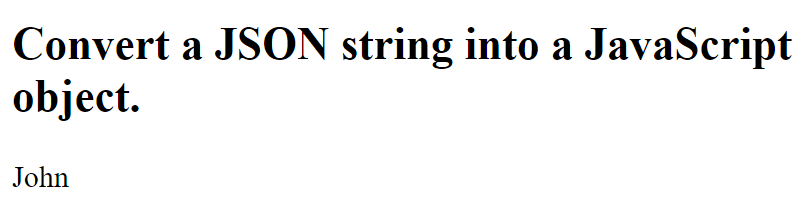 Convert a JSON string into a JavaScript
object.
John